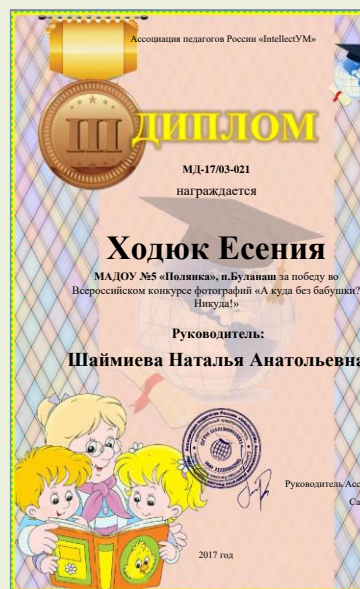 Ассоциация педагогов России «IntellectУМ»
III
ДИПЛОМ
МД-17/03-021
награждается
Ходюк Есения
МАДОУ №5 «Полянка», п.Буланаш за победу во
Всероссийском конкурсе фотографий «А куда без бабушки?
Никуда!»
Руководитель:
Шаймиева Наталья Анатольевна
Руководитель Асс
Са
2017 год